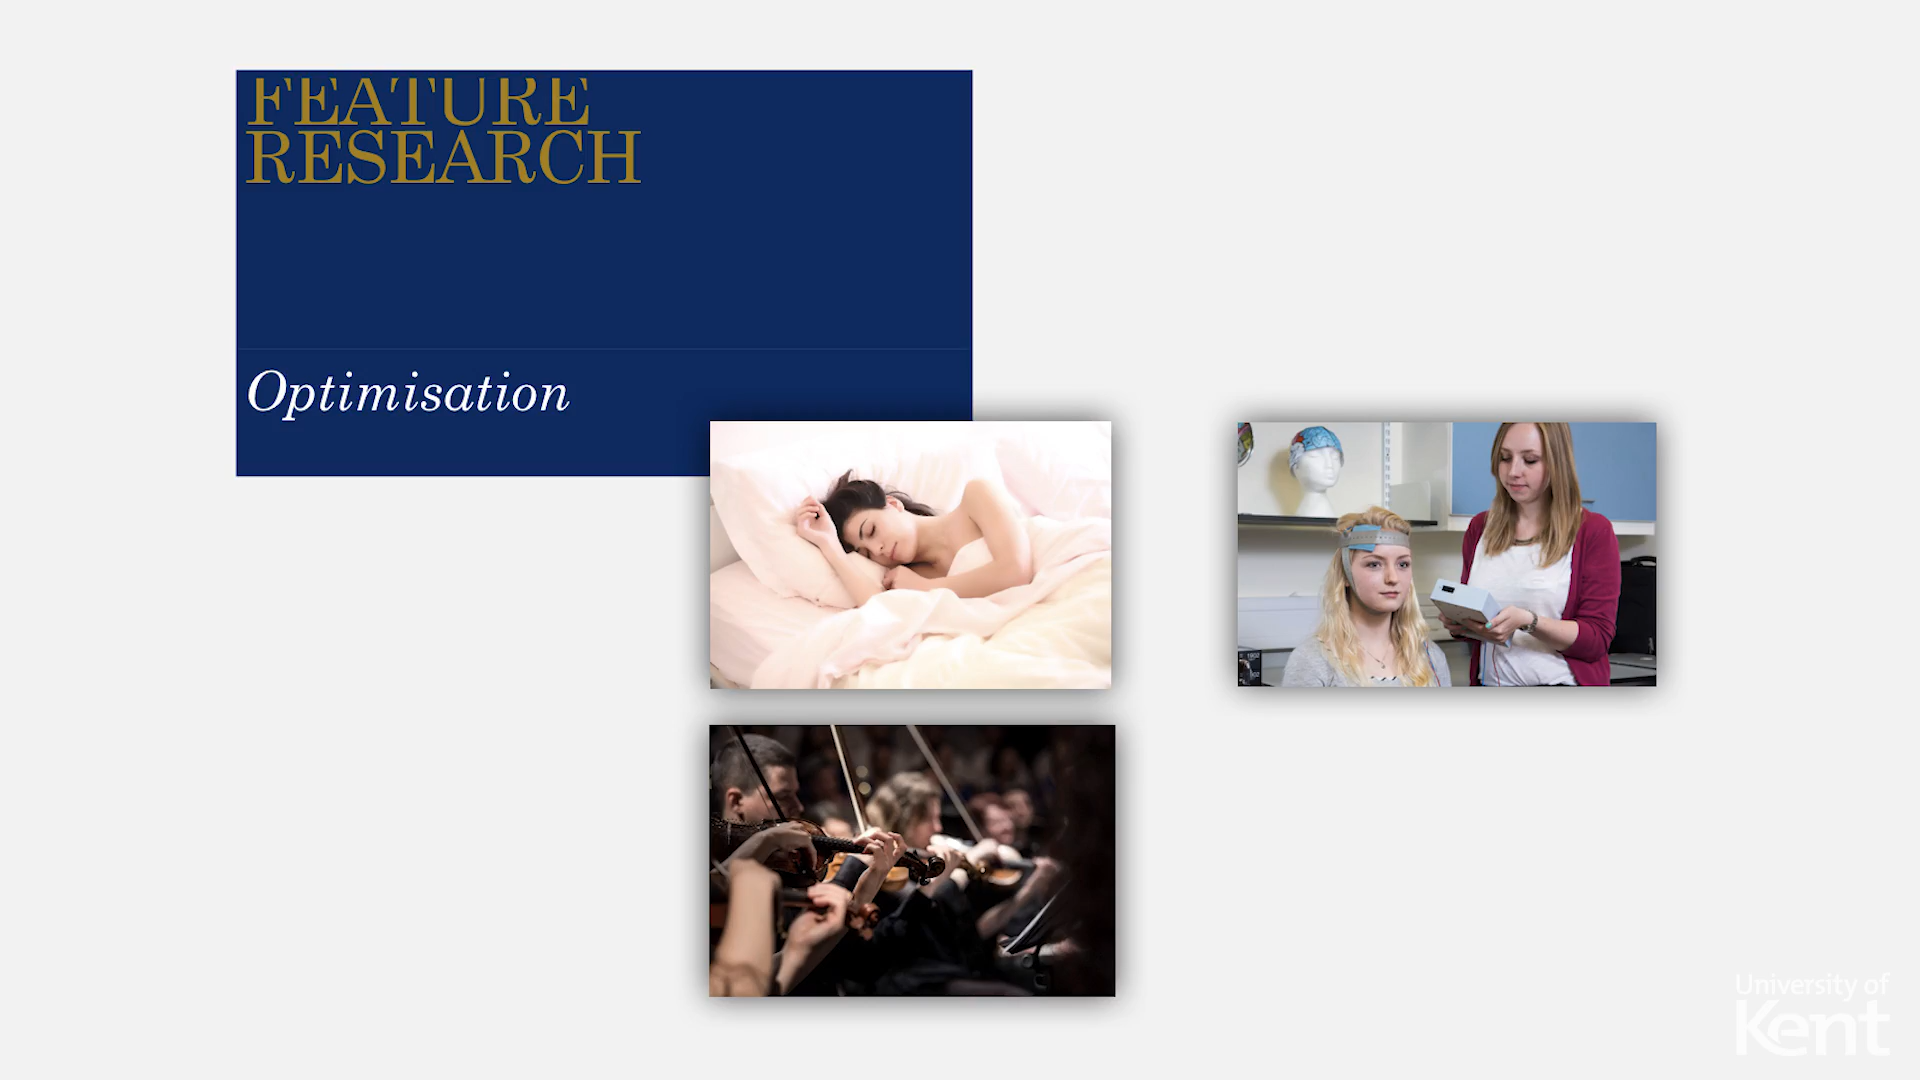 FEATURE
RESEARCH
Optimisation
University of
Kent